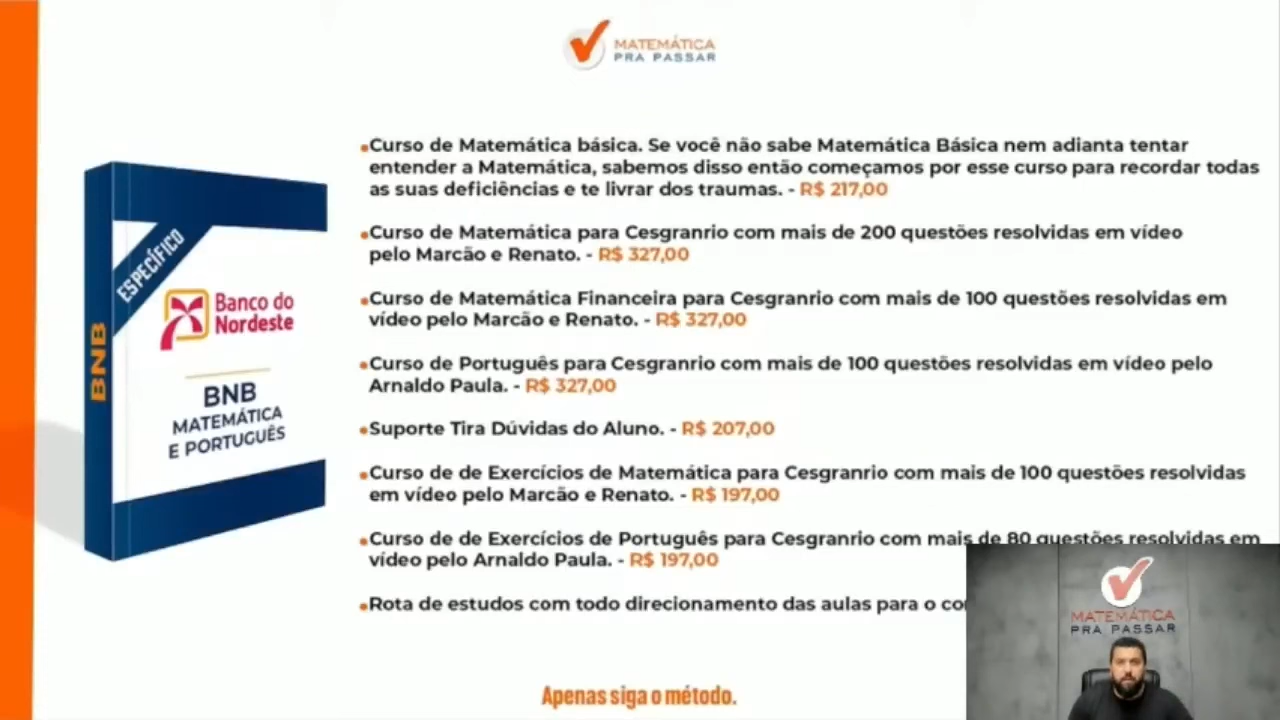 MATEMÁTICA
PRA PASSAR
•Curso de Matemática básica. Se você não sabe Matemática Básica nem adianta tentar
entender a Matemática, sabemos disso então começamos por esse curso para recordar todas
as suas deficiências e te livrar dos traumas. - R$ 217,00
•Curso de Matemática para Cesgranrio com mais de 200 questões resolvidas em vídeo
pelo Marcão e Renato. - R$ 327,00
•Curso de Matemática Financeira para Cesgranrio com mais de 100 questões resolvidas em
vídeo pelo Marcão e Renato. - R$ 327,00
•Curso de Português para Cesgranrio com mais de 100 questões resolvidas em vídeo pelo
Arnaldo Paula. - R$ 327,00
•Suporte Tira Dúvidas do Aluno. - R$ 207,00
•Curso de de Exercícios de Matemática para Cesgranrio com mais de 100 questões resolvidas
em vídeo pelo Marcão e Renato. - R$ 197,00
•Curso de de Exercícios de Português para Cesgranrio com mais de 80 questões resolvidas em
vídeo pelo Arnaldo Paula. - R$ 197,00
•Rota de estudos com todo direcionamento das aulas para o
ESPECÍFICO
Banco do
Nordeste
BNB
BNB
MATEMÁTICA
E PORTUGUÊS
MATEMÁTICA
PRA PASSAR
Apenas siga o método.